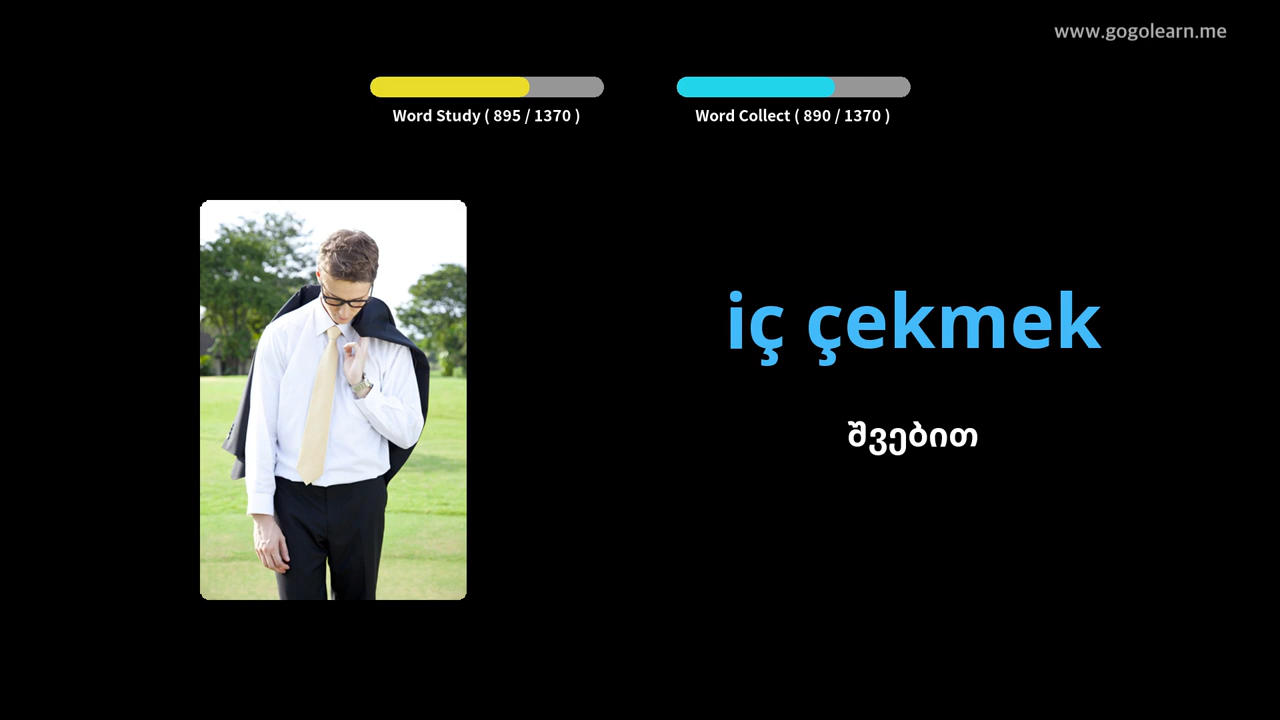 www.gogolearn.me
Word Study ( 895 / 1370 )
Word Collect ( 890 / 1370 )
iç çekmek
შვებით